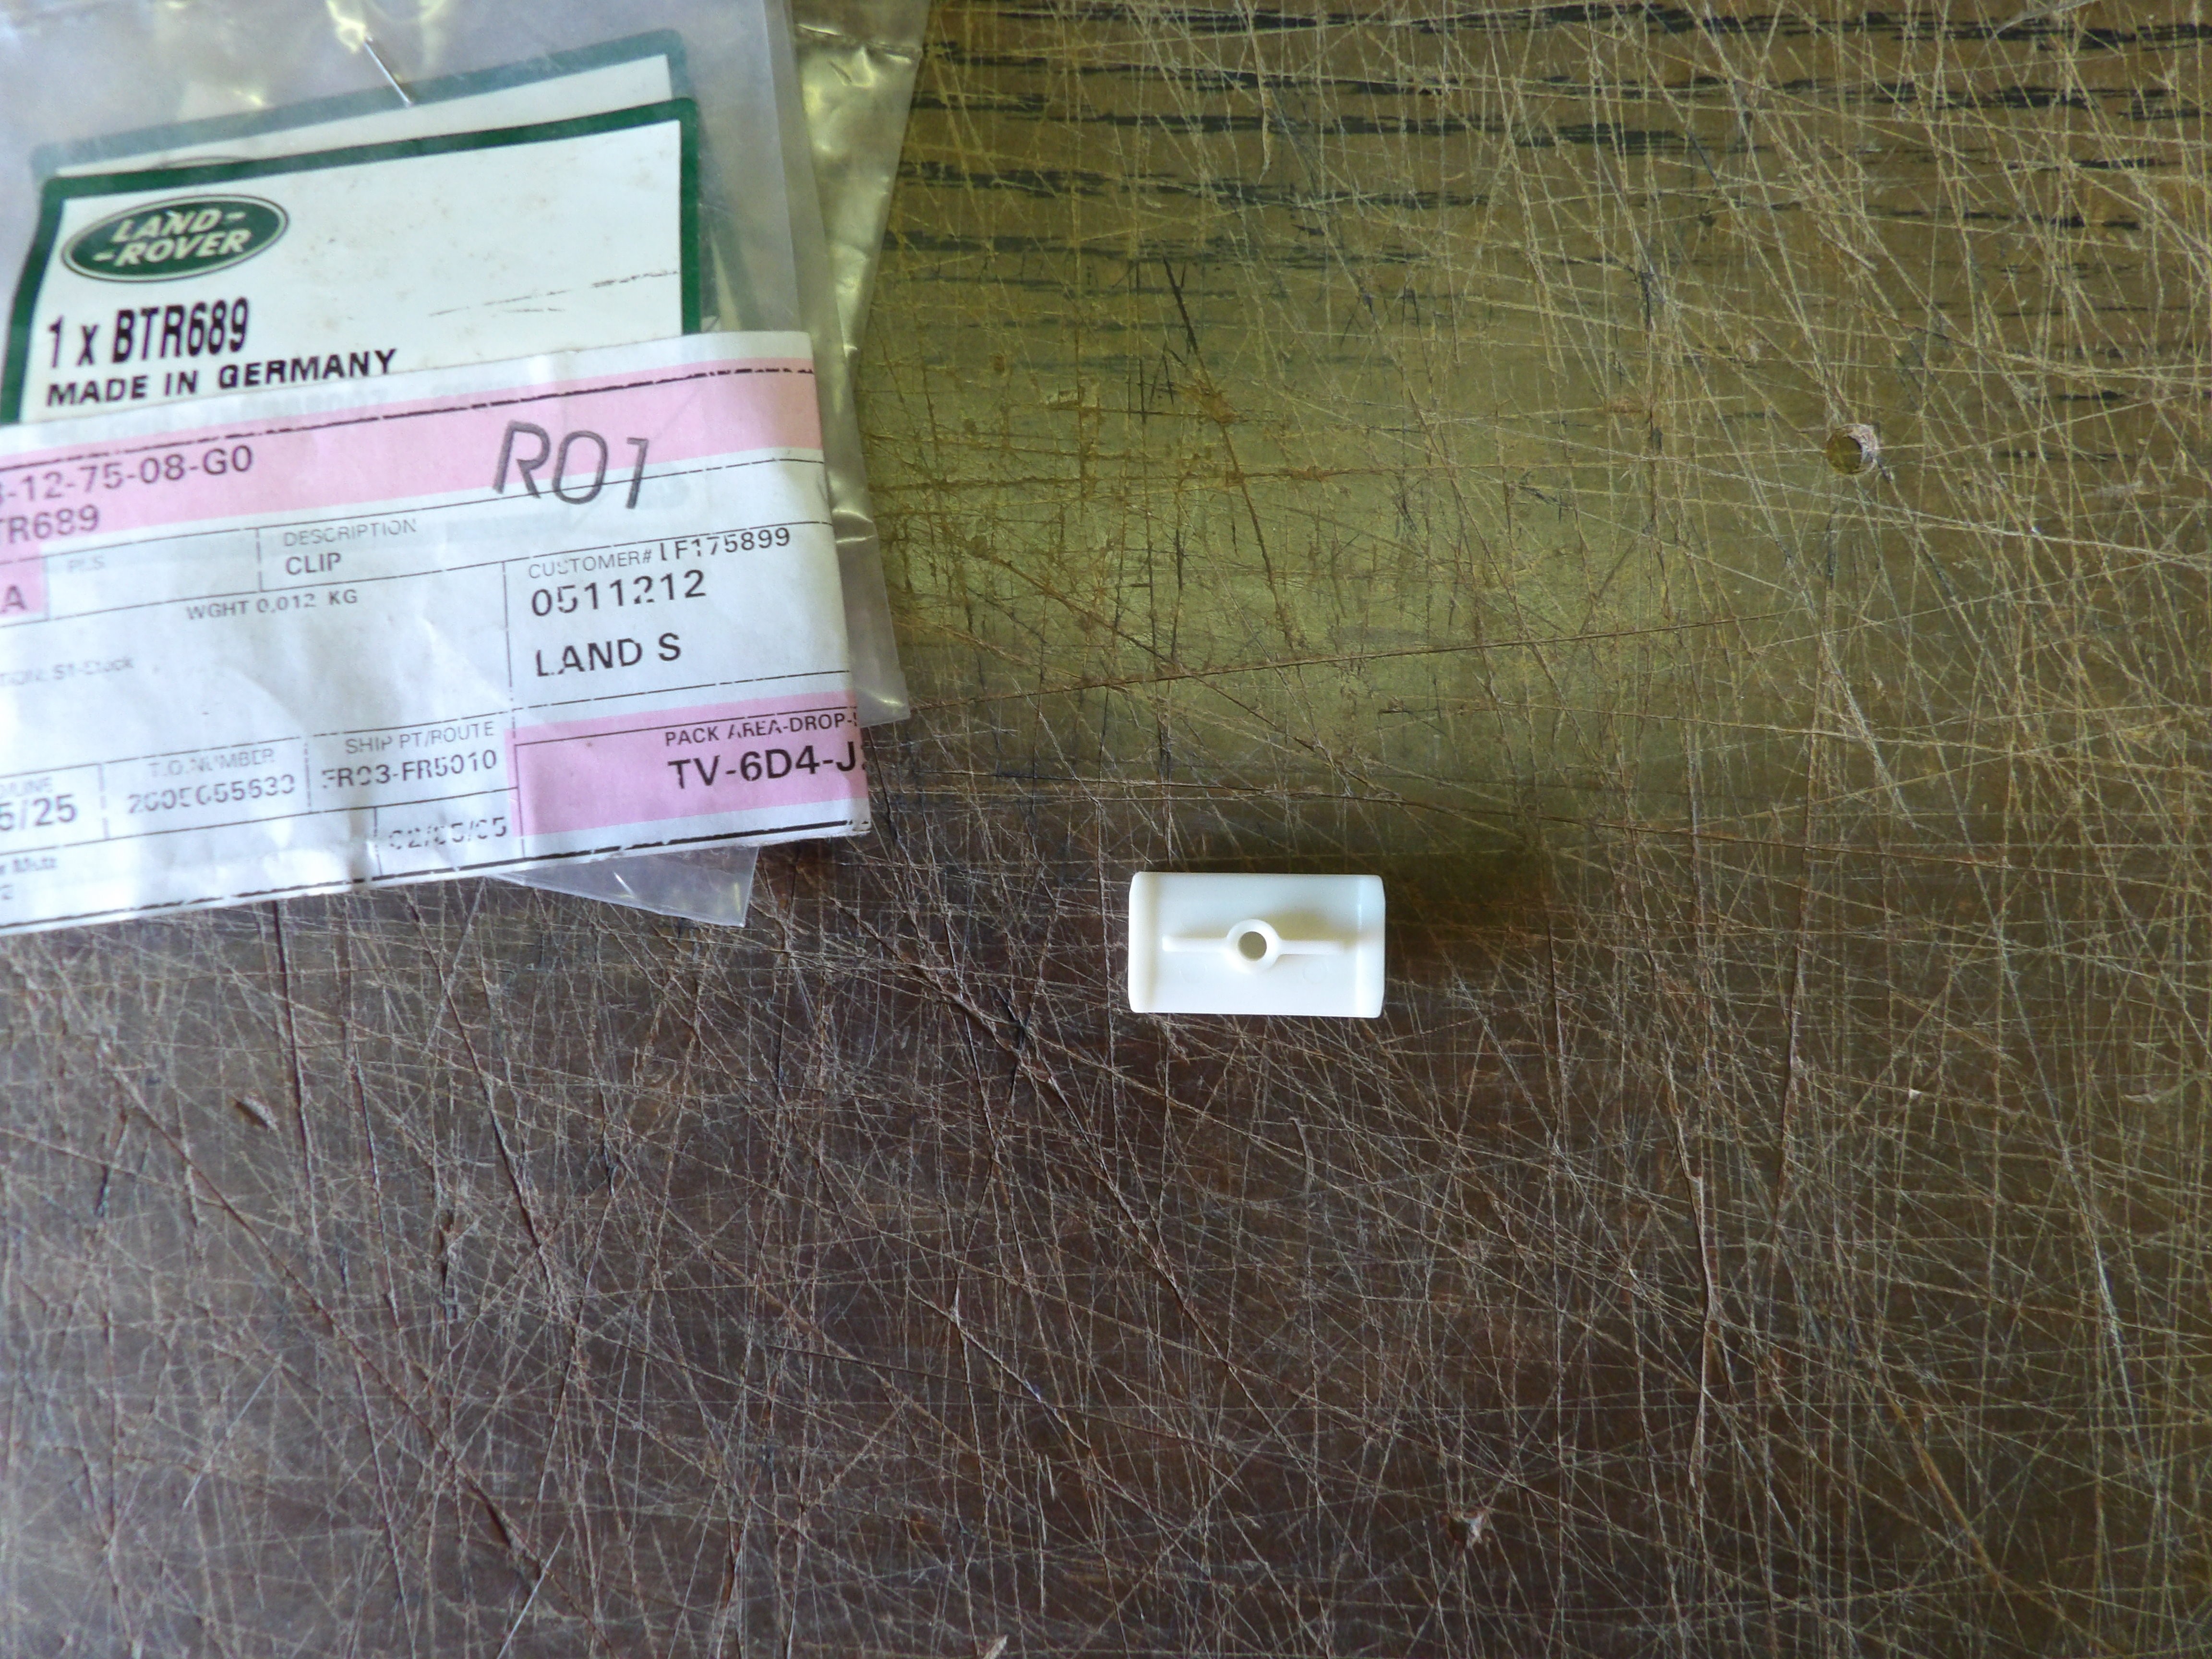 LAND-
-ROVER
1 x BTR689
MADE IN GERMANY
R01
-12-75-08-G0
TR689
DESCRIPTION
CLIP
A
WGHT 0.012 KG
CUSTOMER# LF175899
0511212
LAND S
SHIP PT/ROUTE
FR03-FR5010
T.O.NUMBER
5/25
PACK AREA-DROP-
TV-6D4-J